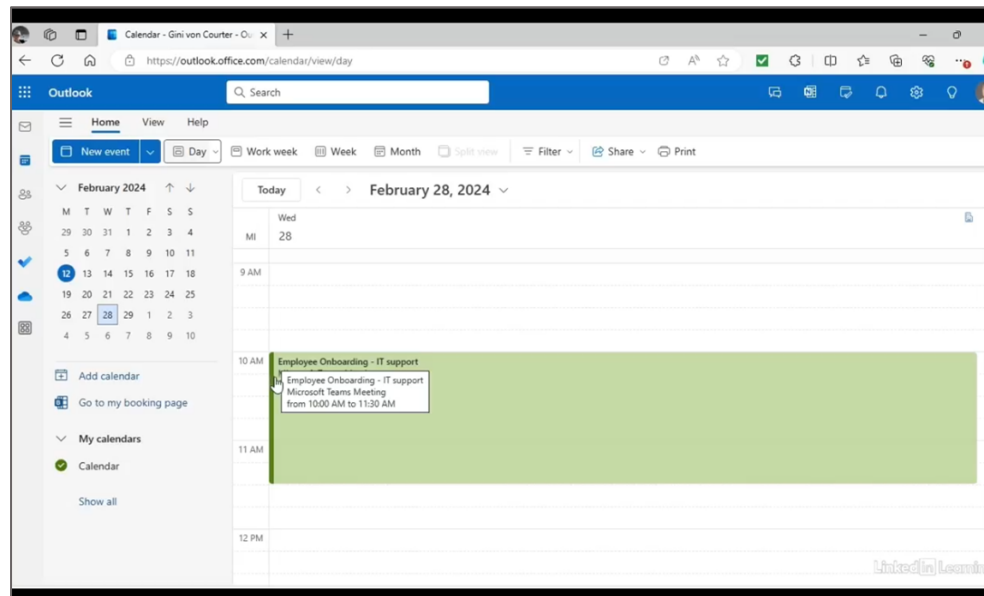 Calendar - Gini von Courter - Ou
https://outlook.office.com/calendar/view/day
Outlook
Search
Home View Help
New event Day Work week Week Month Split view Filter Share Print
February 2024
M T W T F S S
29 30 31 1 2 3 4
5 6 7 8 9 10 11
12 13 14 15 16 17 18
19 20 21 22 23 24 25
26 27 28 29 1 2 3
4 5 6 7 8 9 10
Add calendar
Go to my booking page
My calendars
Calendar
Show all
Today February 28, 2024
Wed
MI 28
9 AM
10 AM Employee Onboarding - IT support
Employee Onboarding - IT support
Microsoft Teams Meeting
from 10:00 AM to 11:30 AM
11 AM
12 PM
LinkedIn Learnin